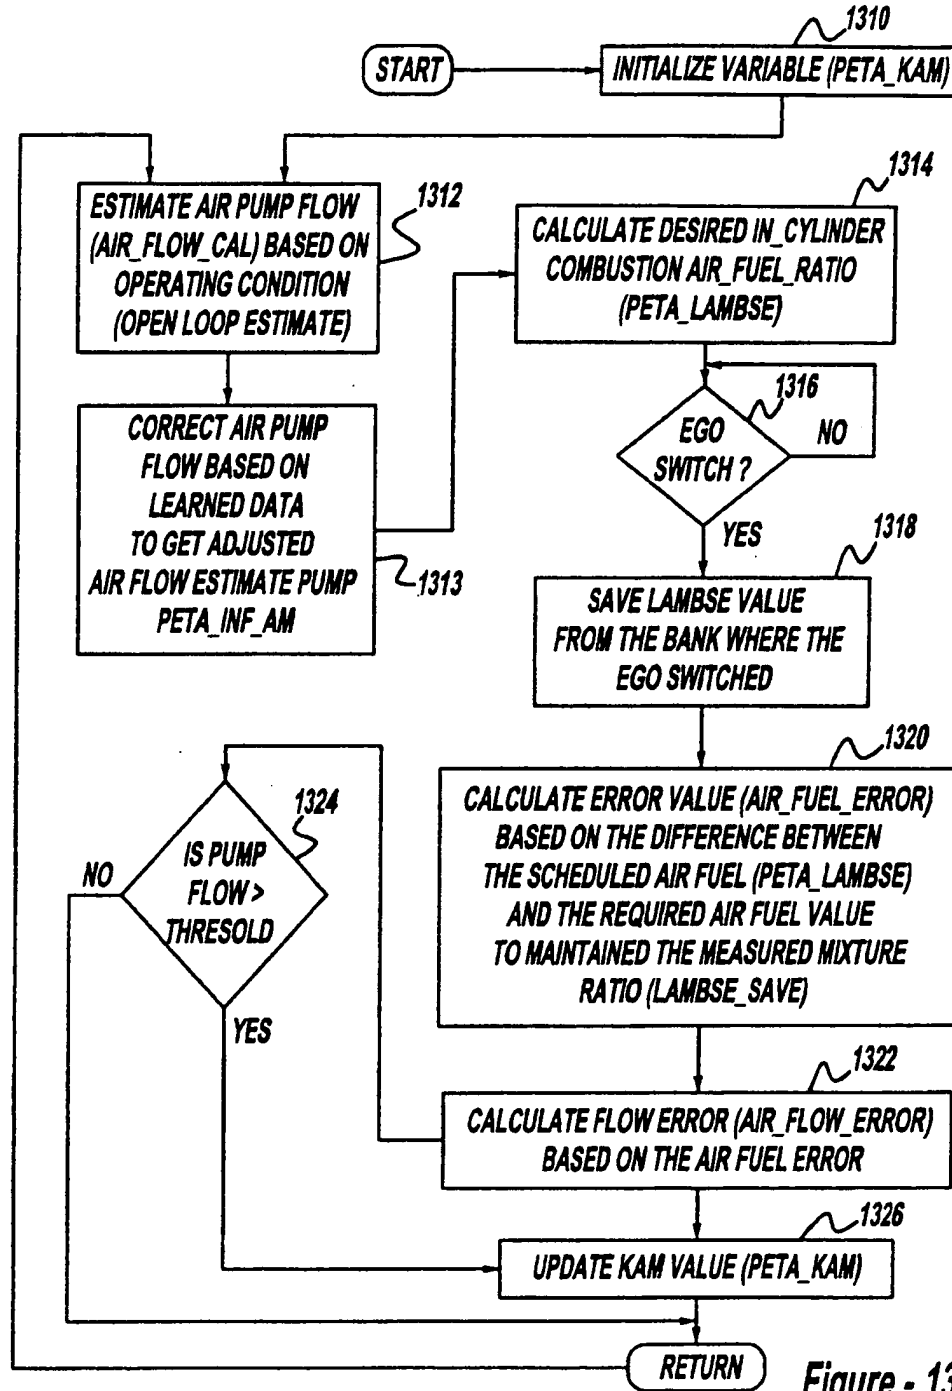 1310
START
INITIALIZE VARIABLE (PETA_KAM)
ESTIMATE AIR PUMP FLOW
(AIR_FLOW_CAL) BASED ON
OPERATING CONDITION
(OPEN LOOP ESTIMATE)
1312
CORRECT AIR PUMP
FLOW BASED ON
LEARNED DATA
TO GET ADJUSTED
AIR FLOW ESTIMATE PUMP
PETA_INF_AM
1313
1314
CALCULATE DESIRED IN_CYLINDER
COMBUSTION AIR_FUEL_RATIO
(PETA_LAMBSE)
1316
EGO
SWITCH ?
NO
YES
1318
SAVE LAMBSE VALUE
FROM THE BANK WHERE THE
EGO SWITCHED
1320
CALCULATE ERROR VALUE (AIR_FUEL_ERROR)
BASED ON THE DIFFERENCE BETWEEN
THE SCHEDULED AIR FUEL (PETA_LAMBSE)
AND THE REQUIRED AIR FUEL VALUE
TO MAINTAINED THE MEASURED MIXTURE
RATIO (LAMBSE_SAVE)
1322
CALCULATE FLOW ERROR (AIR_FLOW_ERROR)
BASED ON THE AIR FUEL ERROR
1324
IS PUMP
FLOW >
THRESOLD
NO
YES
1326
UPDATE KAM VALUE (PETA_KAM)
RETURN
Figure - 13